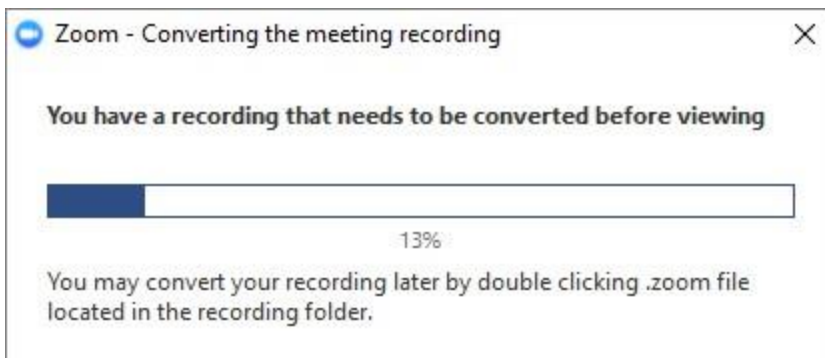 Zoom - Converting the meeting recording
You have a recording that needs to be converted before viewing
13%
You may convert your recording later by double clicking .zoom file
located in the recording folder.